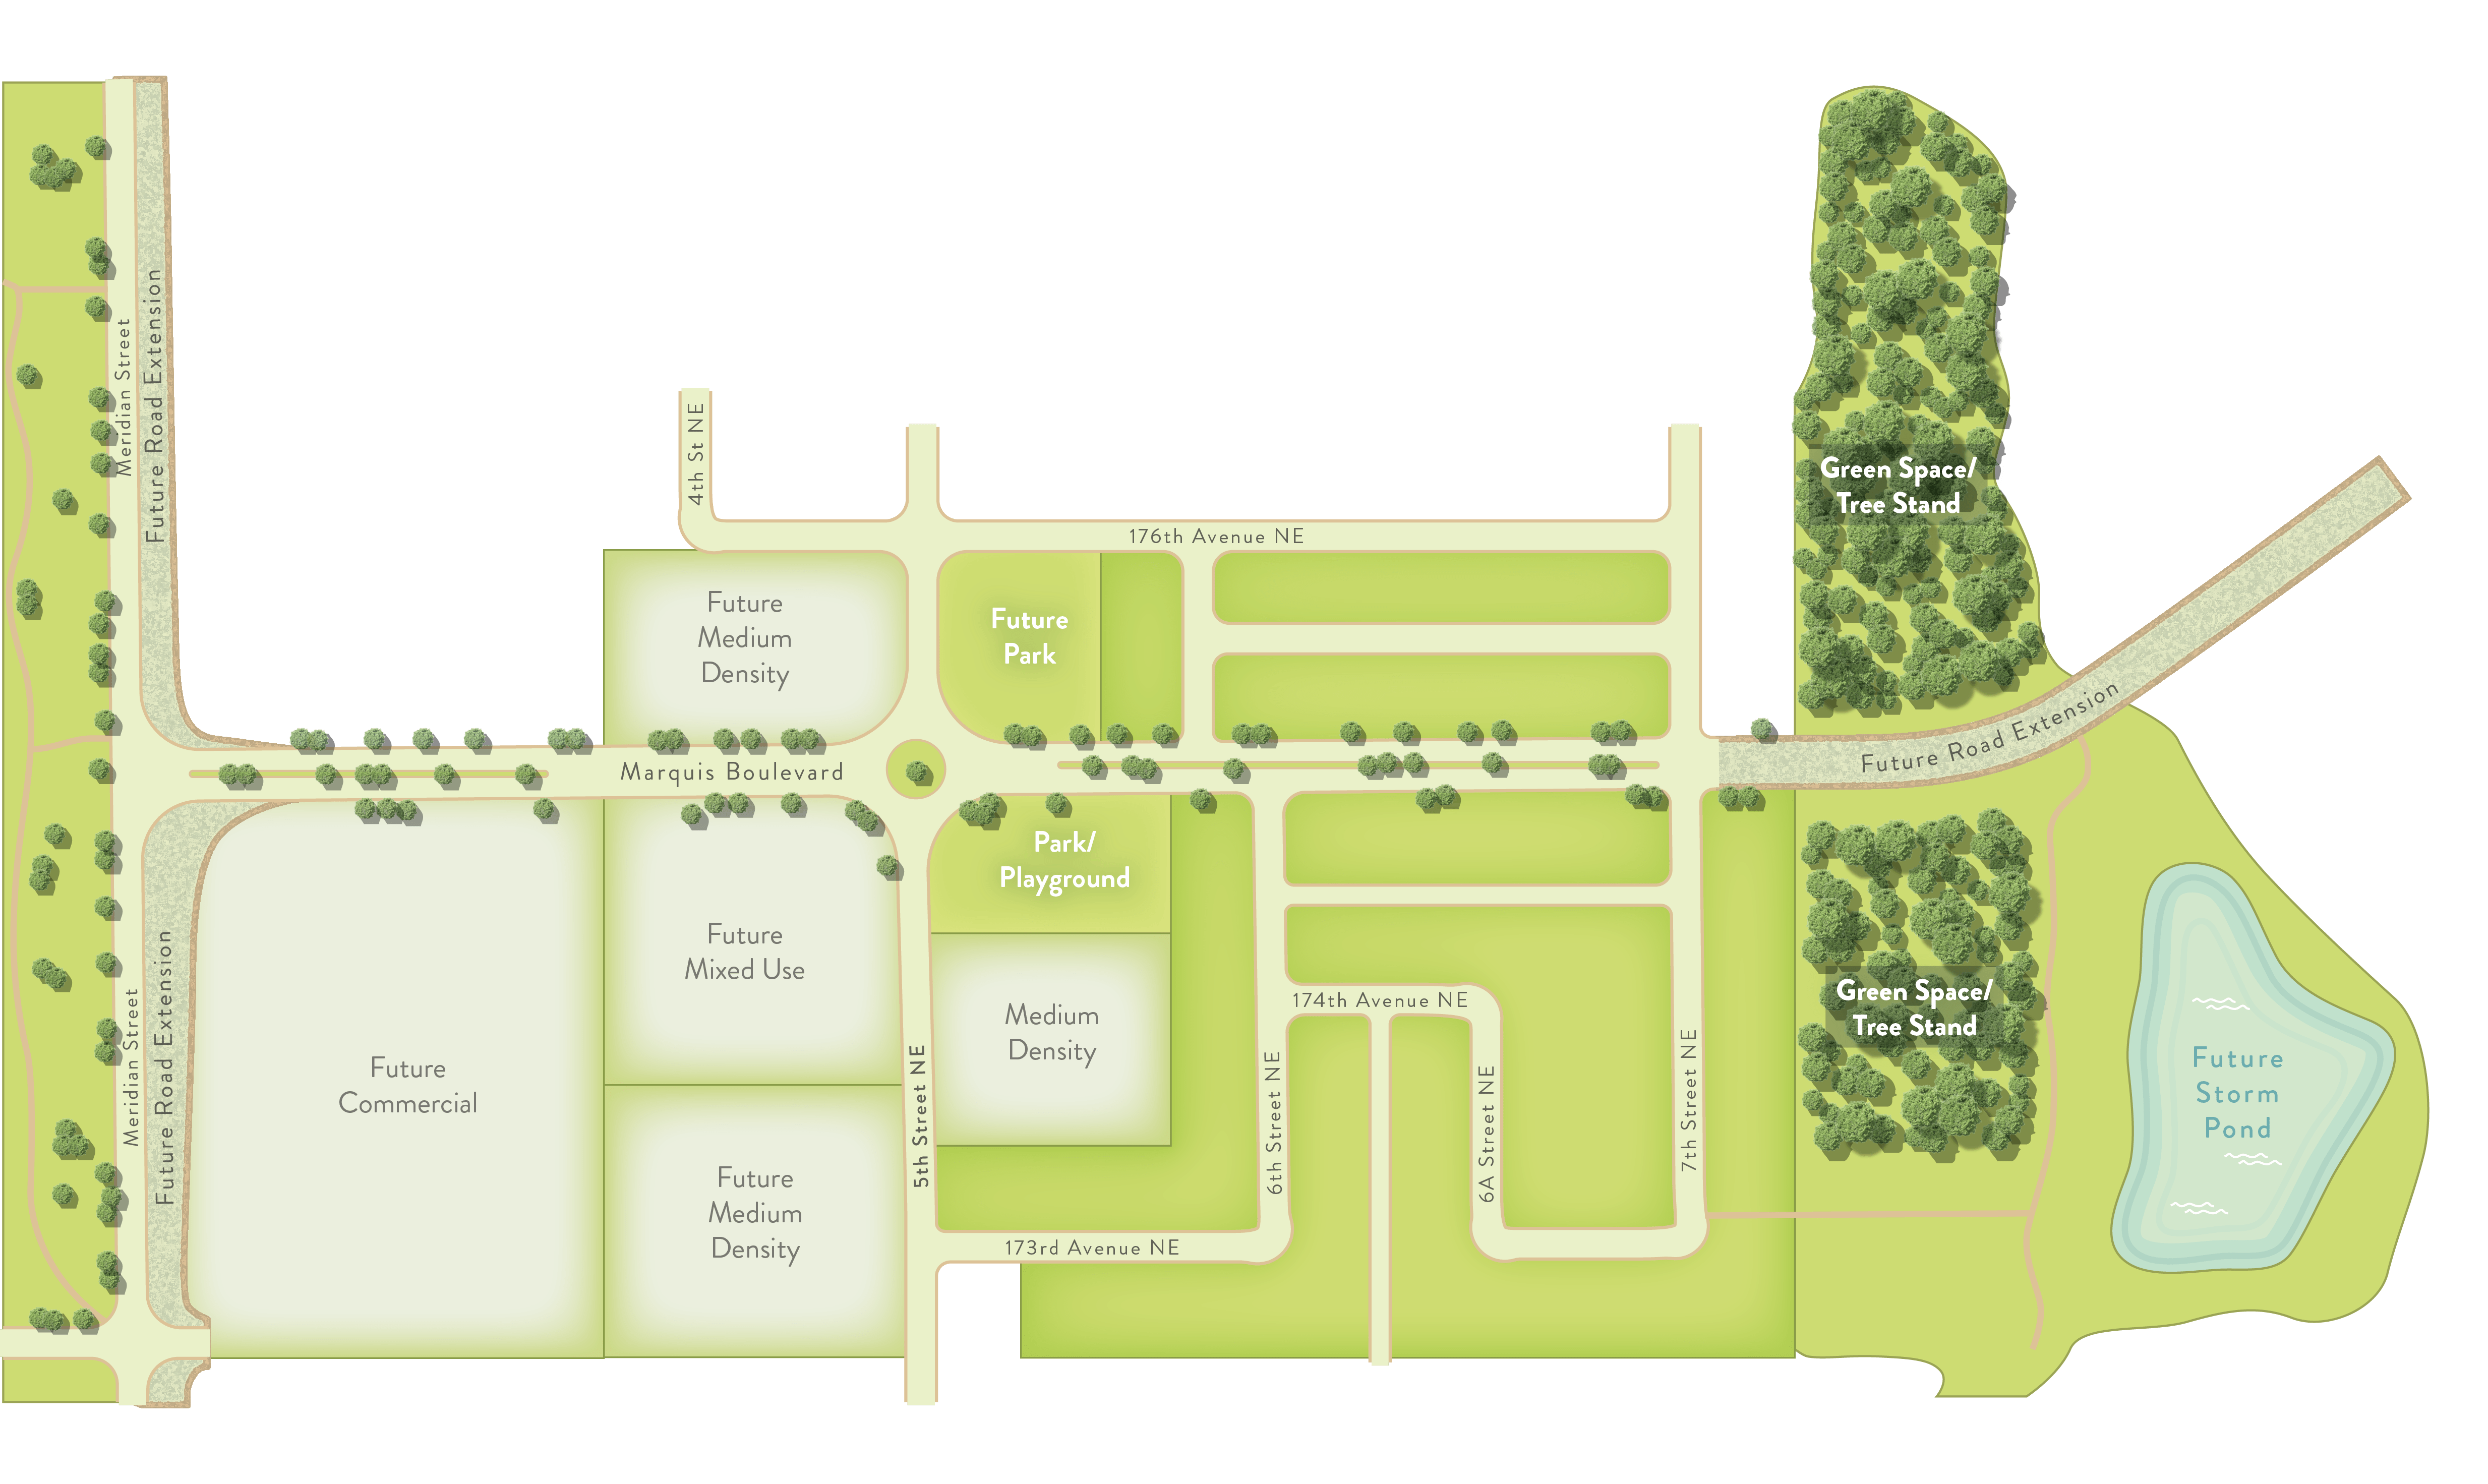 Meridian Street
Future Road Extension
4th St NE
176th Avenue NE
Green Space/
Tree Stand
Future
Medium
Density
Future
Park
Future Road Extension
Marquis Boulevard
Park/
Playground
Future
Mixed Use
Medium
Density
174th Avenue NE
Green Space/
Tree Stand
Future
Storm
Pond
Meridian Street
Future Road Extension
Future
Commercial
5th Street NE
6th Street NE
6A Street NE
7th Street NE
Future
Medium
Density
173rd Avenue NE